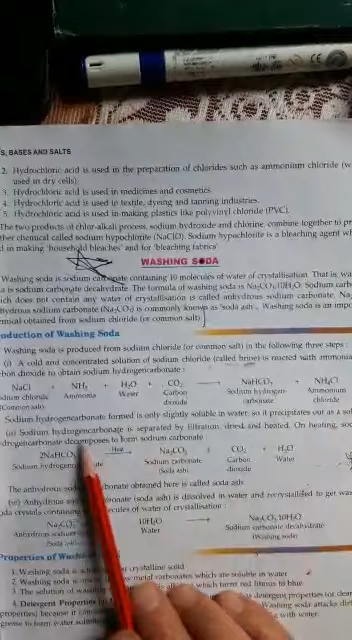 S, BASES AND SALTS
2. Hydrochloric acid is used in the preparation of chlorides such as ammonium chloride (w
used in dry cells).
3. Hydrochloric acid is used in medicines and cosmetics.
4. Hydrochloric acid is used in textile, dyeing and tanning industries.
5. Hydrochloric acid is used in making plastics like polyvinyl chloride (PVC).
The two products of chlor-alkali process, sodium hydroxide and chlorine, combine together to pr
ther chemical called sodium hypochlorite (NaClO). Sodium hypochlorite is a bleaching agent wh
d in making 'household bleaches' and for 'bleaching fabrics'
WASHING SODA
Washing soda is sodium carbonate containing 10 molecules of water of crystallisation. That is, wa
a is sodium carbonate decahydrate. The formula of washing soda is Na₂CO₃.10H₂O. Sodium carb
hich does not contain any water of crystallisation is called anhydrous sodium carbonate. Na₂
hydrous sodium carbonate (Na₂CO₃) is commonly known as 'soda ash'. Washing soda is an impo
emical obtained from sodium chloride (or common salt)
oduction of Washing Soda
Washing soda is produced from sodium chloride (or common salt) in the following three steps :
(i) A cold and concentrated solution of sodium chloride (called brine) is reacted with ammonia
bon dioxide to obtain sodium hydrogencarbonate :
NaCl + NH₃ + H₂O + CO₂ → NaHCO₃ + NH₄Cl
dium chloride Ammonia Water Carbon dioxide Sodium hydrogen-carbonate Ammonium chloride
(Common salt)
Sodium hydrogencarbonate formed is only slightly soluble in water, so it precipitates out as a sol
(ii) Sodium hydrogencarbonate is separated by filtration, dried and heated. On heating, soc
drogencarbonate decomposes to form sodium carbonate
2NaHCO₃ Heat → Na₂CO₃ + CO₂ + H₂O
Sodium hydrogen Sodium carbonate (Soda ash) Carbon dioxide Water
The anhydrous carbonate obtained here is called soda ash
(iii) Anhydrous carbonate (soda ash) is dissolved in water and recrystallised to get wa
oda crystals containing molecules of water of crystallisation :
Na₂CO₃ 10H₂O → Na₂CO₃.10H₂O
Anhydrous sodium Water Sodium carbonate decahydrate
(Soda ash) (Washing soda)
Properties of Wash
1. Washing soda is crystalline solid
2. Washing soda is metal carbonates which are soluble in water
3. The solution of washing alkaline which turns red litmus to blue.
4. Detergent Properties detergent properties (or clean
properties) because it Washing soda attacks dir
grease to form water with water.